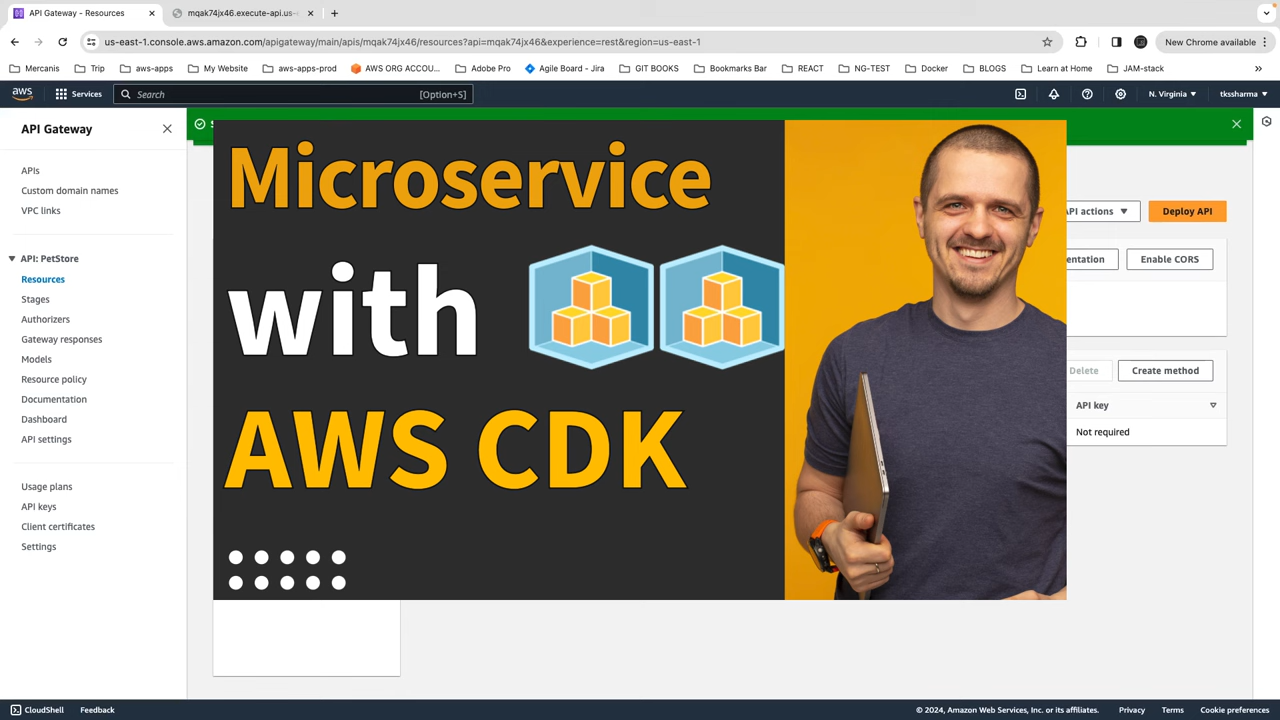 API Gateway - Resources
mqak74jx46.execute-api.us-e
us-east-1.console.aws.amazon.com/apigateway/main/apis/mqak74jx46/resources?api=mqak74jx46&experience=rest&region=us-east-1
New Chrome available
Mercanis
Trip
aws-apps
My Website
aws-apps-prod
AWS ORG ACCOU...
Adobe Pro
Agile Board - Jira
GIT BOOKS
Bookmarks Bar
REACT
NG-TEST
Docker
BLOGS
Learn at Home
JAM-stack
aws
Services
Search
[Option+S]
N. Virginia
tkssharma
API Gateway
APIs
Custom domain names
VPC links
API: PetStore
Resources
Stages
Authorizers
Gateway responses
Models
Resource policy
Documentation
Dashboard
API settings
Usage plans
API keys
Client certificates
Settings
Microservice
with
AWS CDK
API actions
Deploy API
entation
Enable CORS
Delete
Create method
API key
Not required
CloudShell
Feedback
© 2024, Amazon Web Services, Inc. or its affiliates.
Privacy
Terms
Cookie preferences